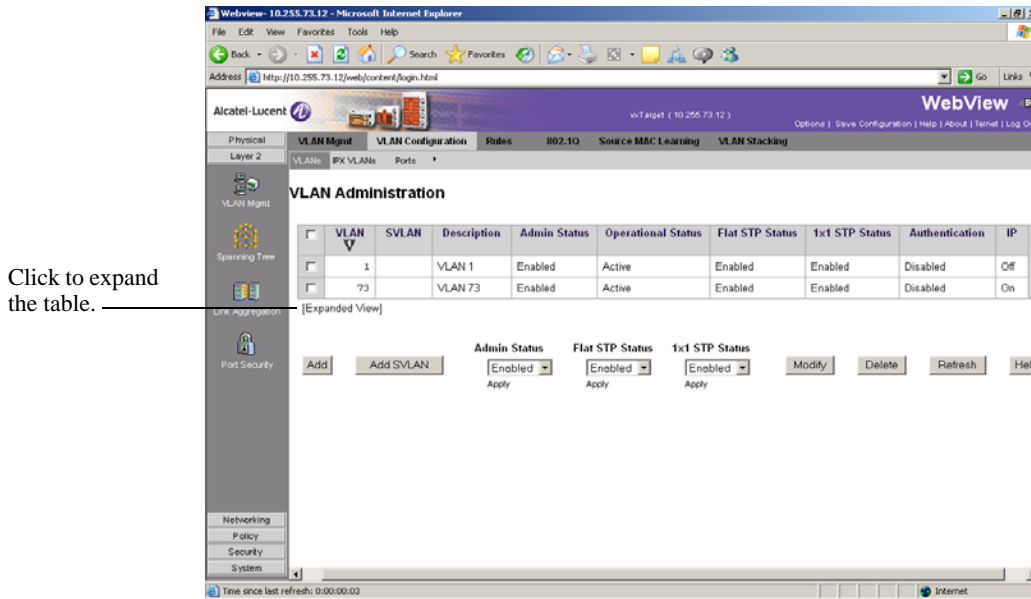 Webview- 10.255.73.12 - Microsoft Internet Explorer
File Edit View Favorites Tools Help
Back Search Favorites
Address http://10.255.73.12/web/content/login.html Go Links
Alcatel-Lucent vxTarget ( 10.255.73.12 ) WebView
Options | Save Configuration | Help | About | Telnet | Log Ou
Physical VLAN Mgmt VLAN Configuration Rules 802.1Q Source MAC Learning VLAN Stacking
Layer 2 VLANs IPX VLANs Ports
VLAN Mgmt
VLAN Administration
VLAN SVLAN Description Admin Status Operational Status Flat STP Status 1x1 STP Status Authentication IP
Spanning Tree
1 VLAN 1 Enabled Active Enabled Enabled Disabled Off
73 VLAN 73 Enabled Active Enabled Enabled Disabled On
Click to expand
the table.
Link Aggregation [Expanded View]
Admin Status Flat STP Status 1x1 STP Status
Port Security Add Add SVLAN Enabled Enabled Enabled Modify Delete Refresh Hel
Apply Apply Apply
Networking
Policy
Security
System
Time since last refresh: 0:00:00:03 Internet